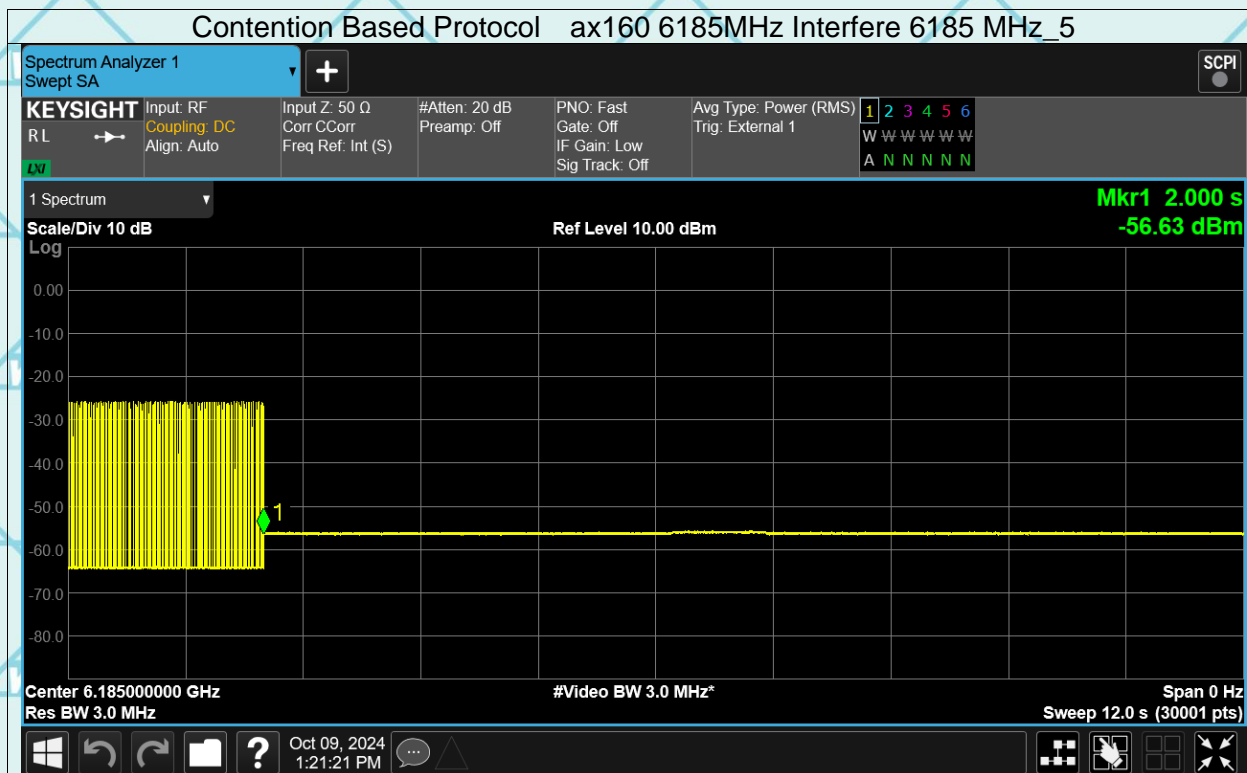 Contention Based Protocol ax160 6185MHz Interfere 6185 MHz_5
Spectrum Analyzer 1
Swept SA
SCPI
KEYSIGHT
RL
LXI
Input: RF
Coupling: DC
Align: Auto
Input Z: 50 Ω
Corr CCorr
Freq Ref: Int (S)
#Atten: 20 dB
Preamp: Off
PNO: Fast
Gate: Off
IF Gain: Low
Sig Track: Off
Avg Type: Power (RMS)
Trig: External 1
1 2 3 4 5 6
W W W W W W
A N N N N N
1 Spectrum
Mkr1 2.000 s
-56.63 dBm
Scale/Div 10 dB
Ref Level 10.00 dBm
Log
0.00
-10.0
-20.0
-30.0
-40.0
-50.0
-60.0
-70.0
-80.0
1
Center 6.185000000 GHz
#Video BW 3.0 MHz*
Span 0 Hz
Res BW 3.0 MHz
Sweep 12.0 s (30001 pts)
?
Oct 09, 2024
1:21:21 PM